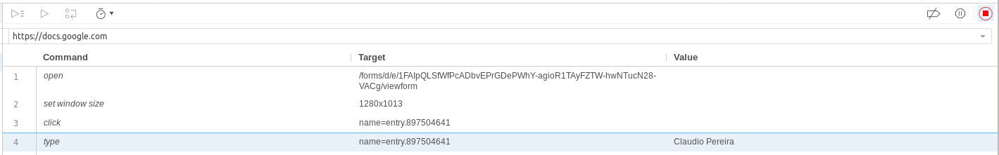 https://docs.google.com
Command Target Value
1 open /forms/d/e/1FAIpQLSfWfPcADbvEPrGDePWhY-agioR1TAyFZTW-hwNTucN28-
VACg/viewform
2 set window size 1280x1013
3 click name=entry.897504641
4 type name=entry.897504641 Claudio Pereira